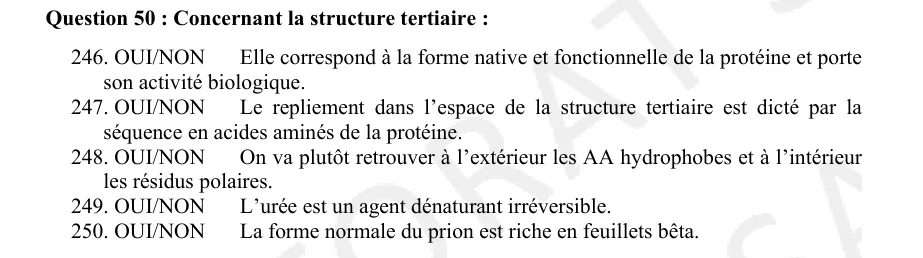 Question 50 : Concernant la structure tertiaire :
246. OUI/NON Elle correspond à la forme native et fonctionnelle de la protéine et porte
son activité biologique.
247. OUI/NON Le repliement dans l’espace de la structure tertiaire est dicté par la
séquence en acides aminés de la protéine.
248. OUI/NON On va plutôt retrouver à l’extérieur les AA hydrophobes et à l’intérieur
les résidus polaires.
249. OUI/NON L’urée est un agent dénaturant irréversible.
250. OUI/NON La forme normale du prion est riche en feuillets bêta.